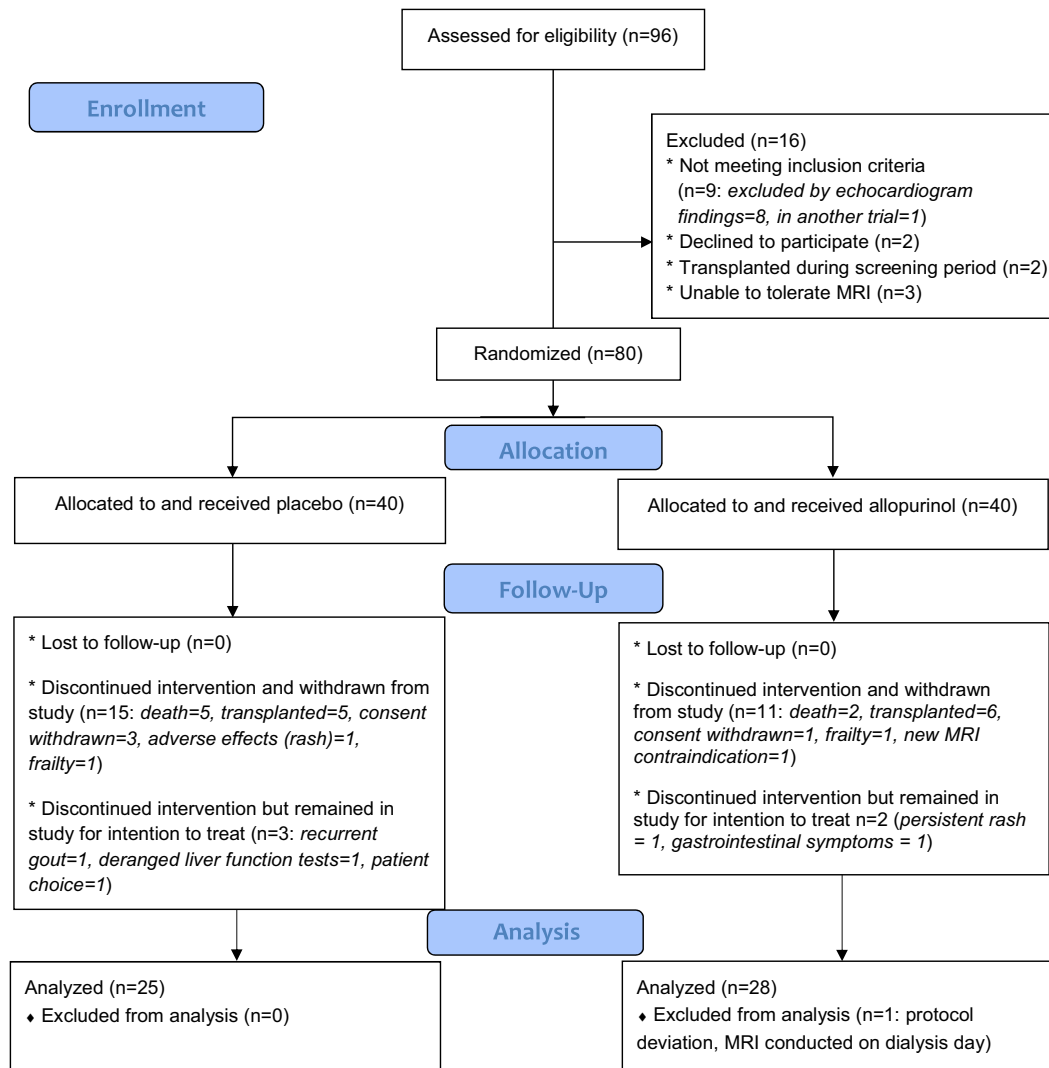 Assessed for eligibility (n=96)
Enrollment
Excluded (n=16)
* Not meeting inclusion criteria
(n=9: excluded by echocardiogram
findings=8, in another trial=1)
* Declined to participate (n=2)
* Transplanted during screening period (n=2)
* Unable to tolerate MRI (n=3)
Randomized (n=80)
Allocation
Allocated to and received placebo (n=40)
Allocated to and received allopurinol (n=40)
Follow-Up
* Lost to follow-up (n=0)
* Discontinued intervention and withdrawn from
study (n=15: death=5, transplanted=5, consent
withdrawn=3, adverse effects (rash)=1,
frailty=1)
* Discontinued intervention but remained in
study for intention to treat (n=3: recurrent
gout=1, deranged liver function tests=1, patient
choice=1)
* Lost to follow-up (n=0)
* Discontinued intervention and withdrawn
from study (n=11: death=2, transplanted=6,
consent withdrawn=1, frailty=1, new MRI
contraindication=1)
* Discontinued intervention but remained in
study for intention to treat n=2 (persistent rash
= 1, gastrointestinal symptoms = 1)
Analysis
Analyzed (n=25)
♦ Excluded from analysis (n=0)
Analyzed (n=28)
♦ Excluded from analysis (n=1: protocol
deviation, MRI conducted on dialysis day)